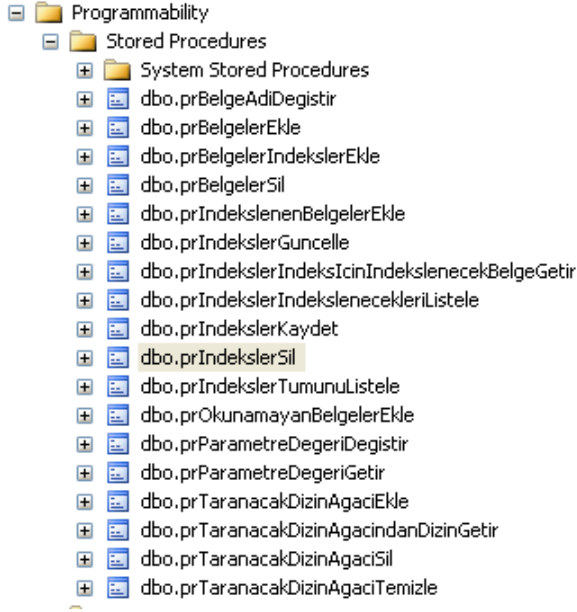 Programmability
Stored Procedures
System Stored Procedures
dbo.prBelgeAdiDegistir
dbo.prBelgelerEkle
dbo.prBelgelerIndekslerEkle
dbo.prBelgelerSil
dbo.prIndekslenenBelgelerEkle
dbo.prIndekslerGuncelle
dbo.prIndekslerIndeksIcinIndekslenecekBelgeGetir
dbo.prIndekslerIndekslenecekleriListele
dbo.prIndekslerKaydet
dbo.prIndekslerSil
dbo.prIndekslerTumunuListele
dbo.prOkunamayanBelgelerEkle
dbo.prParametreDegeriDegistir
dbo.prParametreDegeriGetir
dbo.prTaranacakDizinAgaciEkle
dbo.prTaranacakDizinAgacindanDizinGetir
dbo.prTaranacakDizinAgaciSil
dbo.prTaranacakDizinAgaciTemizle